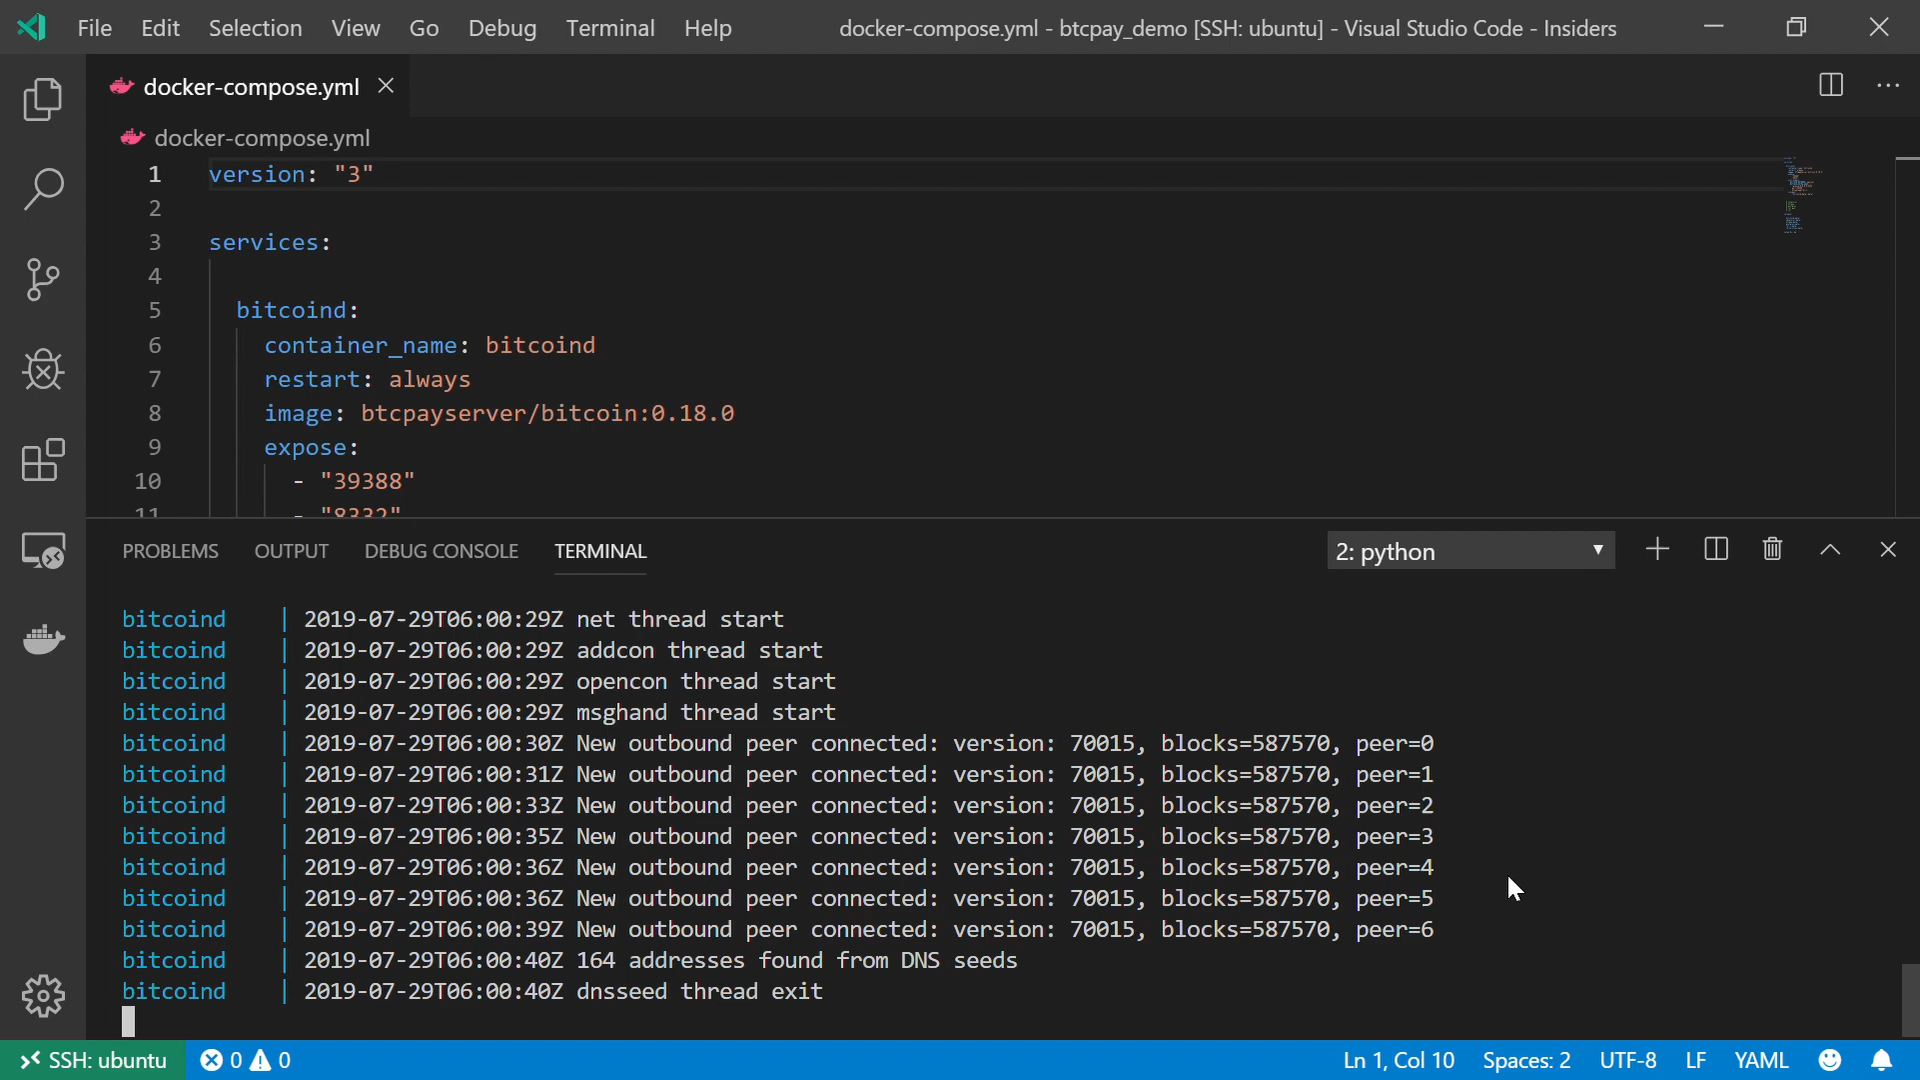 File Edit Selection View Go Debug Terminal Help docker-compose.yml - btcpay_demo [SSH: ubuntu] - Visual Studio Code - Insiders
docker-compose.yml
docker-compose.yml
1 version: "3"
2
3 services:
4
5 bitcoind:
6 container_name: bitcoind
7 restart: always
8 image: btcpayserver/bitcoin:0.18.0
9 expose:
10 - "39388"
11 - "8332"
PROBLEMS OUTPUT DEBUG CONSOLE TERMINAL 2: python
bitcoind | 2019-07-29T06:00:29Z net thread start
bitcoind | 2019-07-29T06:00:29Z addcon thread start
bitcoind | 2019-07-29T06:00:29Z opencon thread start
bitcoind | 2019-07-29T06:00:29Z msghand thread start
bitcoind | 2019-07-29T06:00:30Z New outbound peer connected: version: 70015, blocks=587570, peer=0
bitcoind | 2019-07-29T06:00:31Z New outbound peer connected: version: 70015, blocks=587570, peer=1
bitcoind | 2019-07-29T06:00:33Z New outbound peer connected: version: 70015, blocks=587570, peer=2
bitcoind | 2019-07-29T06:00:35Z New outbound peer connected: version: 70015, blocks=587570, peer=3
bitcoind | 2019-07-29T06:00:36Z New outbound peer connected: version: 70015, blocks=587570, peer=4
bitcoind | 2019-07-29T06:00:36Z New outbound peer connected: version: 70015, blocks=587570, peer=5
bitcoind | 2019-07-29T06:00:39Z New outbound peer connected: version: 70015, blocks=587570, peer=6
bitcoind | 2019-07-29T06:00:40Z 164 addresses found from DNS seeds
bitcoind | 2019-07-29T06:00:40Z dnsseed thread exit
SSH: ubuntu 0 0 Ln 1, Col 10 Spaces: 2 UTF-8 LF YAML